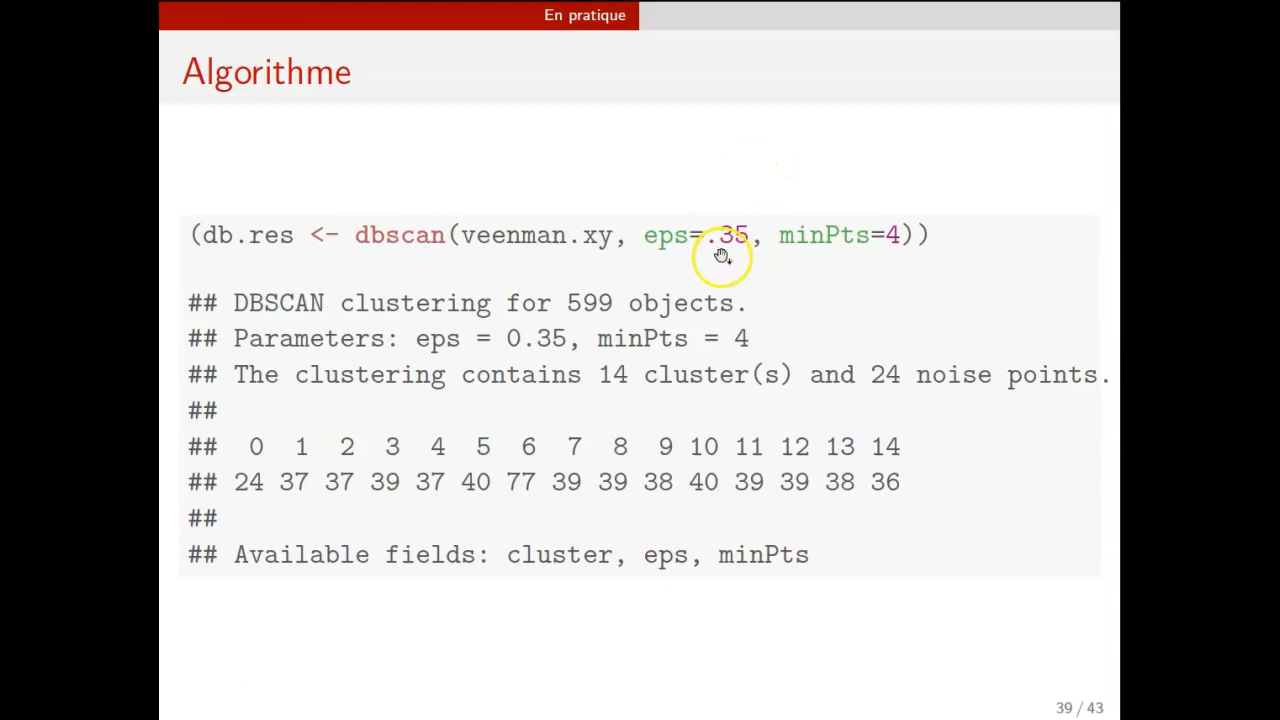 En pratique
Algorithme
(db.res <- dbscan(veenman.xy, eps=.35, minPts=4))
## DBSCAN clustering for 599 objects.
## Parameters: eps = 0.35, minPts = 4
## The clustering contains 14 cluster(s) and 24 noise points.
##
## 0 1 2 3 4 5 6 7 8 9 10 11 12 13 14
## 24 37 37 39 37 40 77 39 39 38 40 39 39 38 36
##
## Available fields: cluster, eps, minPts
39 / 43